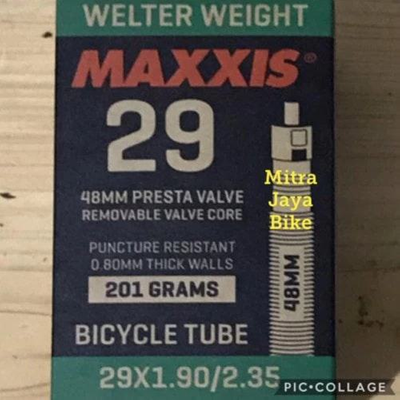 WELTER WEIGHT
MAXXIS®
29
48MM PRESTA VALVE
REMOVABLE VALVE CORE
PUNCTURE RESISTANT
0.80MM THICK WALLS
201 GRAMS
BICYCLE TUBE
29X1.90/2.35
48MM
Mitra
Jaya
Bike
PIC•COLLAGE